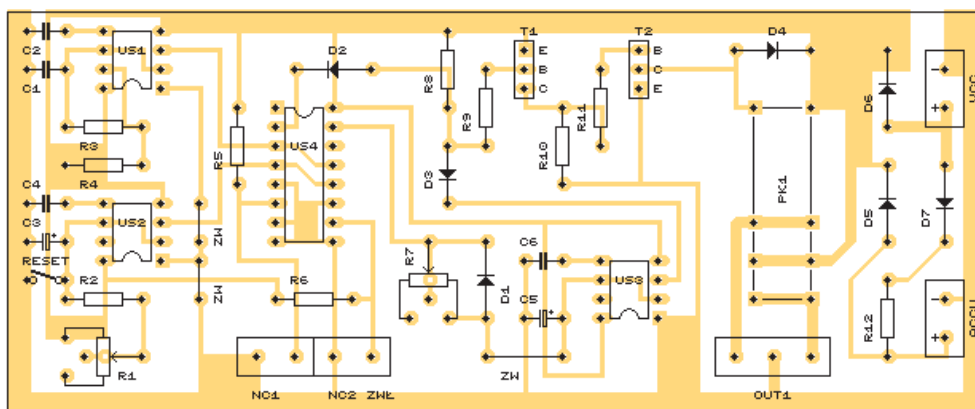 C2
US1
C1
R3
R4
C4
C3
US2
RESET
R2
R1
ZW
ZW
R5
D2
US4
R6
NC1
NC2
ZWŁ
R8
R9
T1
E
B
C
D3
R10
R11
T2
B
C
E
R7
D1
C6
C5
US3
ZW
D4
PK1
OUT1
D6
VCC
-
+
D5
D7
R12
ACCU
-
+